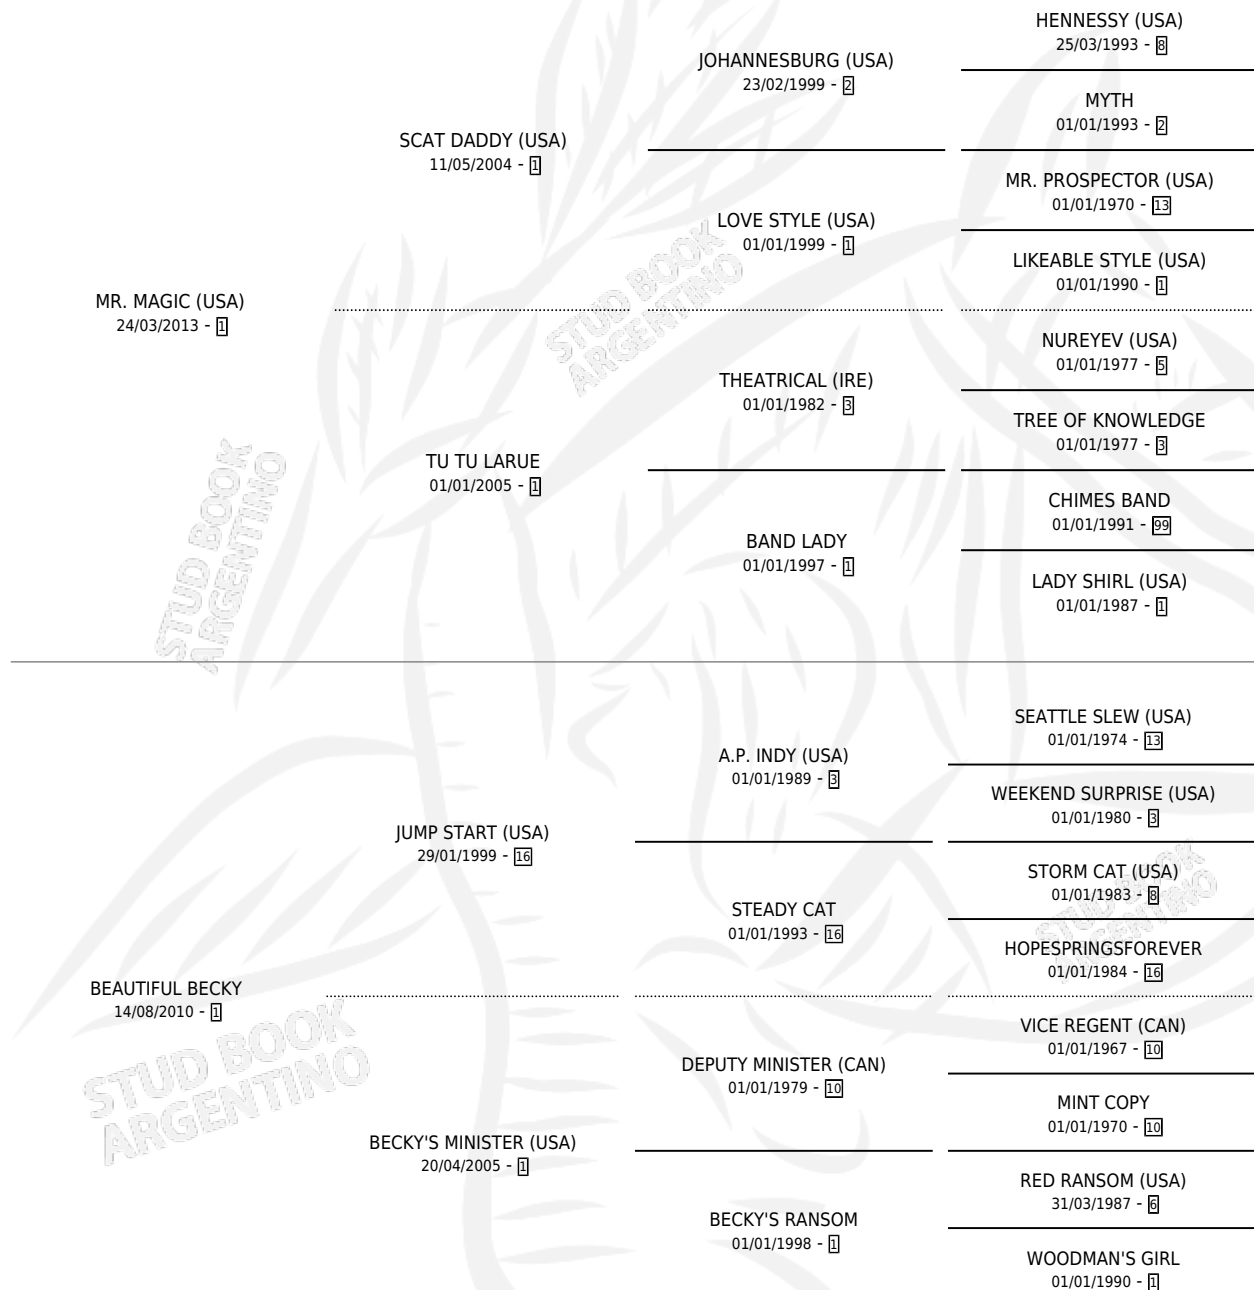 HENNESSY (USA)
25/03/1993 - 8
JOHANNESBURG (USA)
23/02/1999 - 2
MYTH
01/01/1993 - 2
SCAT DADDY (USA)
11/05/2004 - 1
MR. PROSPECTOR (USA)
01/01/1970 - 13
LOVE STYLE (USA)
01/01/1999 - 1
LIKEABLE STYLE (USA)
01/01/1990 - 1
MR. MAGIC (USA)
24/03/2013 - 1
NUREYEV (USA)
01/01/1977 - 5
THEATRICAL (IRE)
01/01/1982 - 3
TREE OF KNOWLEDGE
01/01/1977 - 3
TU TU LARUE
01/01/2005 - 1
CHIMES BAND
01/01/1991 - 99
BAND LADY
01/01/1997 - 1
LADY SHIRL (USA)
01/01/1987 - 1
STUD BOOK
ARGENTINO
STUD BOOK
ARGENTINO
SEATTLE SLEW (USA)
01/01/1974 - 13
A.P. INDY (USA)
01/01/1989 - 3
WEEKEND SURPRISE (USA)
01/01/1980 - 3
JUMP START (USA)
29/01/1999 - 16
STORM CAT (USA)
01/01/1983 - 8
STEADY CAT
01/01/1993 - 16
HOPESPRINGSFOREVER
01/01/1984 - 16
BEAUTIFUL BECKY
14/08/2010 - 1
VICE REGENT (CAN)
01/01/1967 - 10
DEPUTY MINISTER (CAN)
01/01/1979 - 10
MINT COPY
01/01/1970 - 10
BECKY'S MINISTER (USA)
20/04/2005 - 1
RED RANSOM (USA)
31/03/1987 - 6
BECKY'S RANSOM
01/01/1998 - 1
WOODMAN'S GIRL
01/01/1990 - 1
STUD BOOK
ARGENTINO
STUD BOOK
ARGENTINO